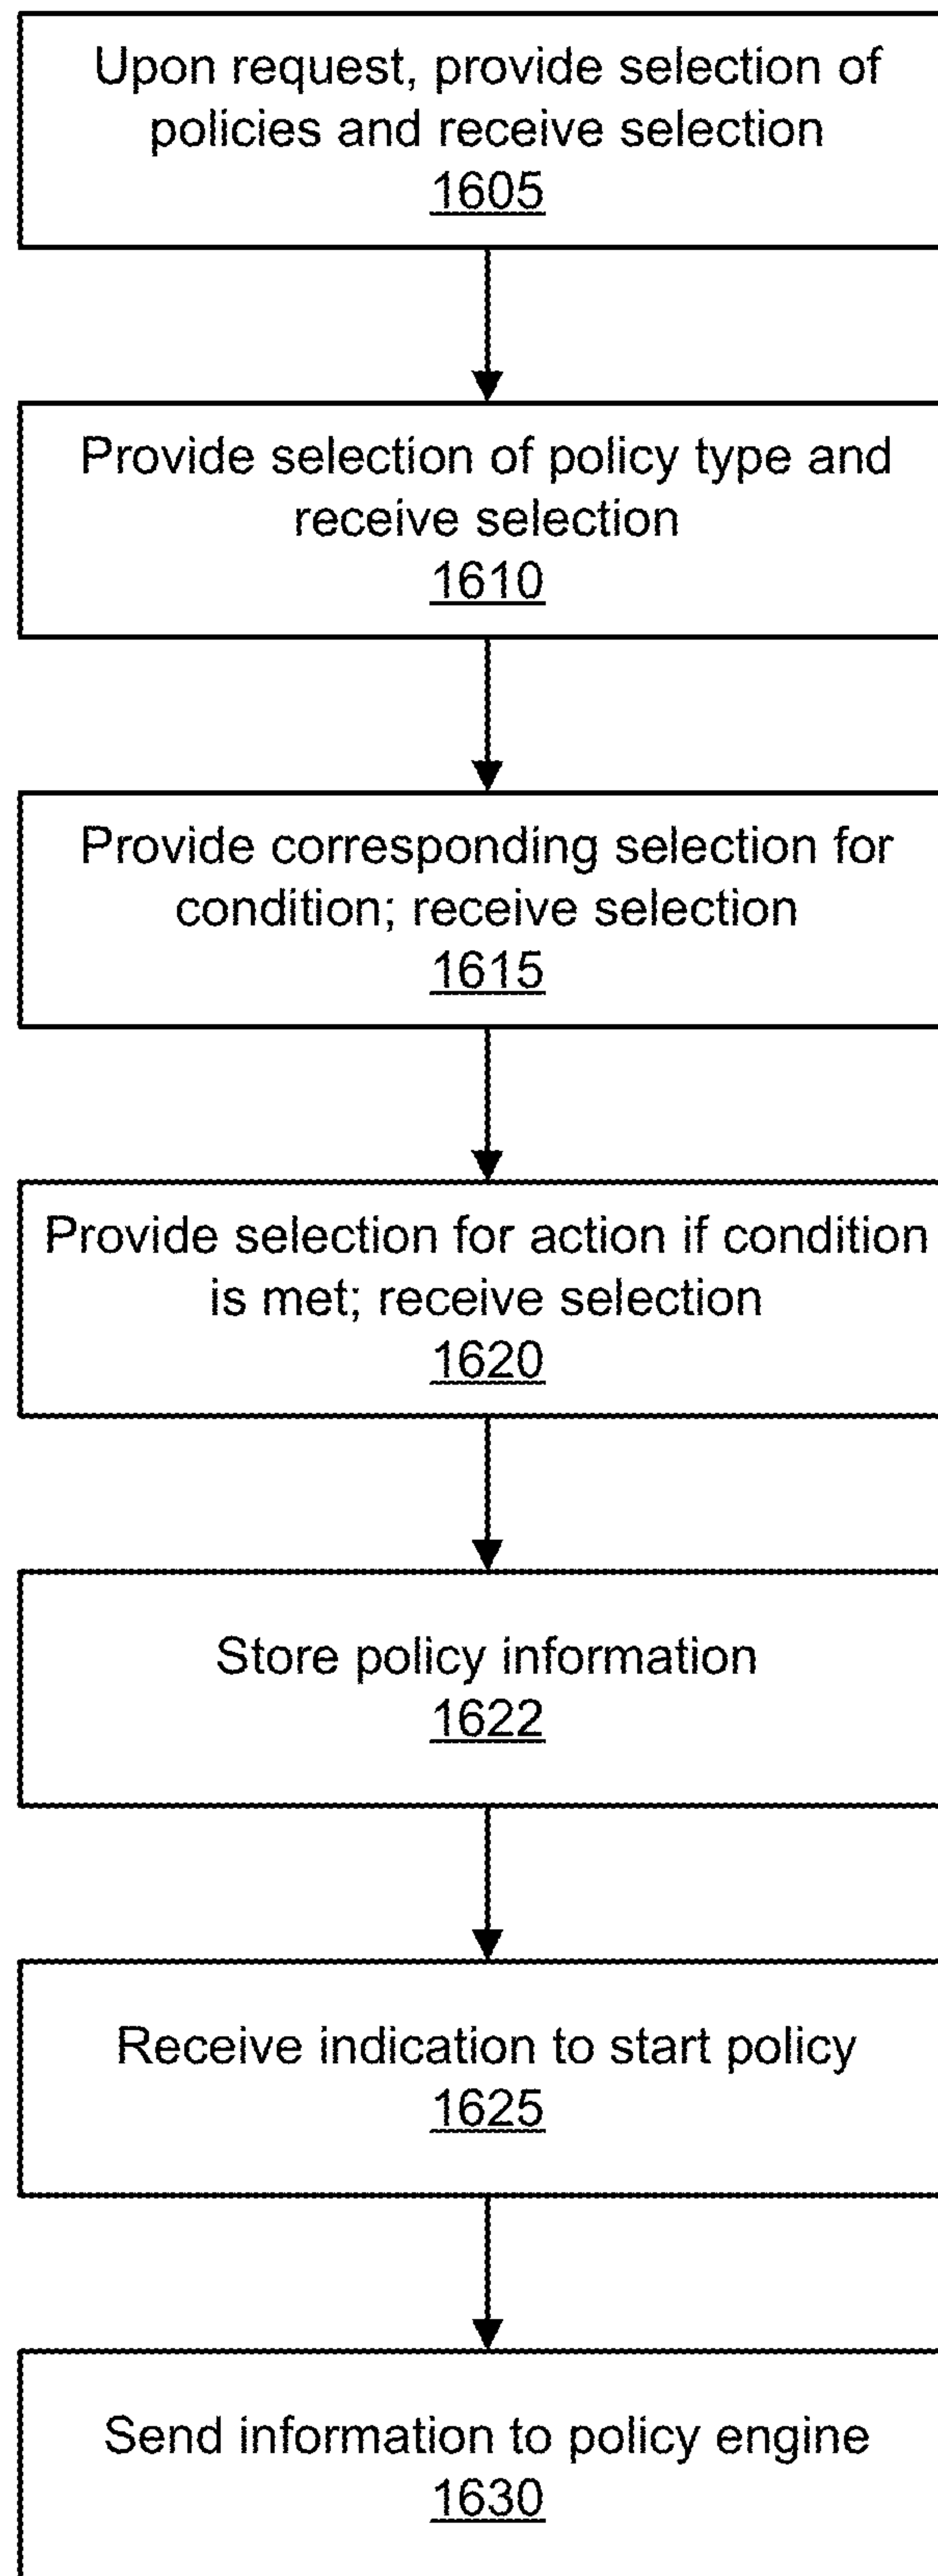 Upon request, provide selection of
policies and receive selection
1605
Provide selection of policy type and
receive selection
1610
Provide corresponding selection for
condition; receive selection
1615
Provide selection for action if condition
is met; receive selection
1620
Store policy information
1622
Receive indication to start policy
1625
Send information to policy engine
1630